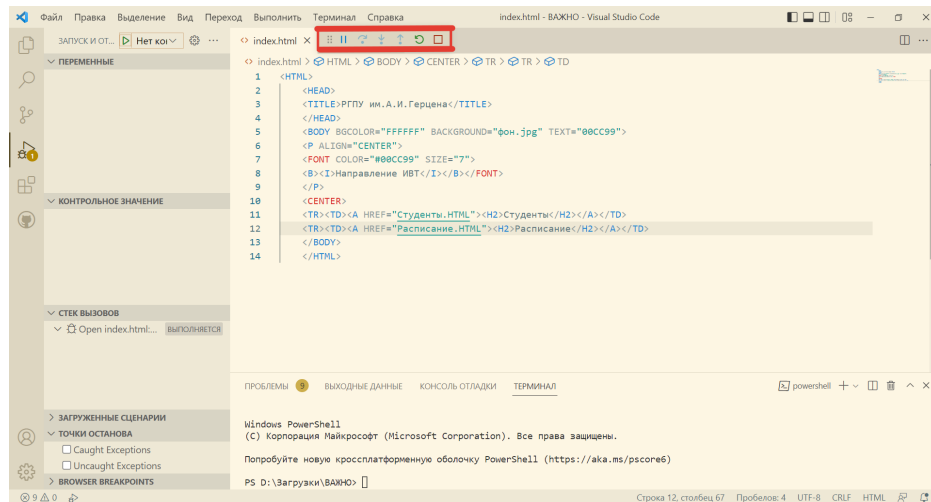 Файл Правка Выделение Вид Переход Выполнить Терминал Справка index.html - ВАЖНО - Visual Studio Code
ЗАПУСК И ОТ... Нет ко
index.html
ПЕРЕМЕННЫЕ
index.html > HTML > BODY > CENTER > TR > TR > TD
1 <HTML>
2 <HEAD>
3 <TITLE>РГПУ им.А.И.Герцена</TITLE>
4 </HEAD>
5 <BODY BGCOLOR="FFFFFF" BACKGROUND="фон.jpg" TEXT="00CC99">
6 <P ALIGN="CENTER">
7 <FONT COLOR="#00CC99" SIZE="7">
8 <B><I>Направление ИВТ</I></B></FONT>
9 </P>
10 <CENTER>
11 <TR><TD><A HREF="Студенты.HTML"><H2>Студенты</H2></A></TD>
12 <TR><TD><A HREF="Расписание.HTML"><H2>Расписание</H2></A></TD>
13 </BODY>
14 </HTML>
1
КОНТРОЛЬНОЕ ЗНАЧЕНИЕ
СТЕК ВЫЗОВОВ
Open index.html:... ВЫПОЛНЯЕТСЯ
ЗАГРУЖЕННЫЕ СЦЕНАРИИ
ТОЧКИ ОСТАНОВА
Caught Exceptions
Uncaught Exceptions
BROWSER BREAKPOINTS
ПРОБЛЕМЫ 9 ВЫХОДНЫЕ ДАННЫЕ КОНСОЛЬ ОТЛАДКИ ТЕРМИНАЛ powershell
Windows PowerShell
(C) Корпорация Майкрософт (Microsoft Corporation). Все права защищены.
Попробуйте новую кроссплатформенную оболочку PowerShell (https://aka.ms/pscore6)
PS D:\Загрузки\ВАЖНО>
9 0 Строка 12, столбец 67 Пробелов: 4 UTF-8 CRLF HTML